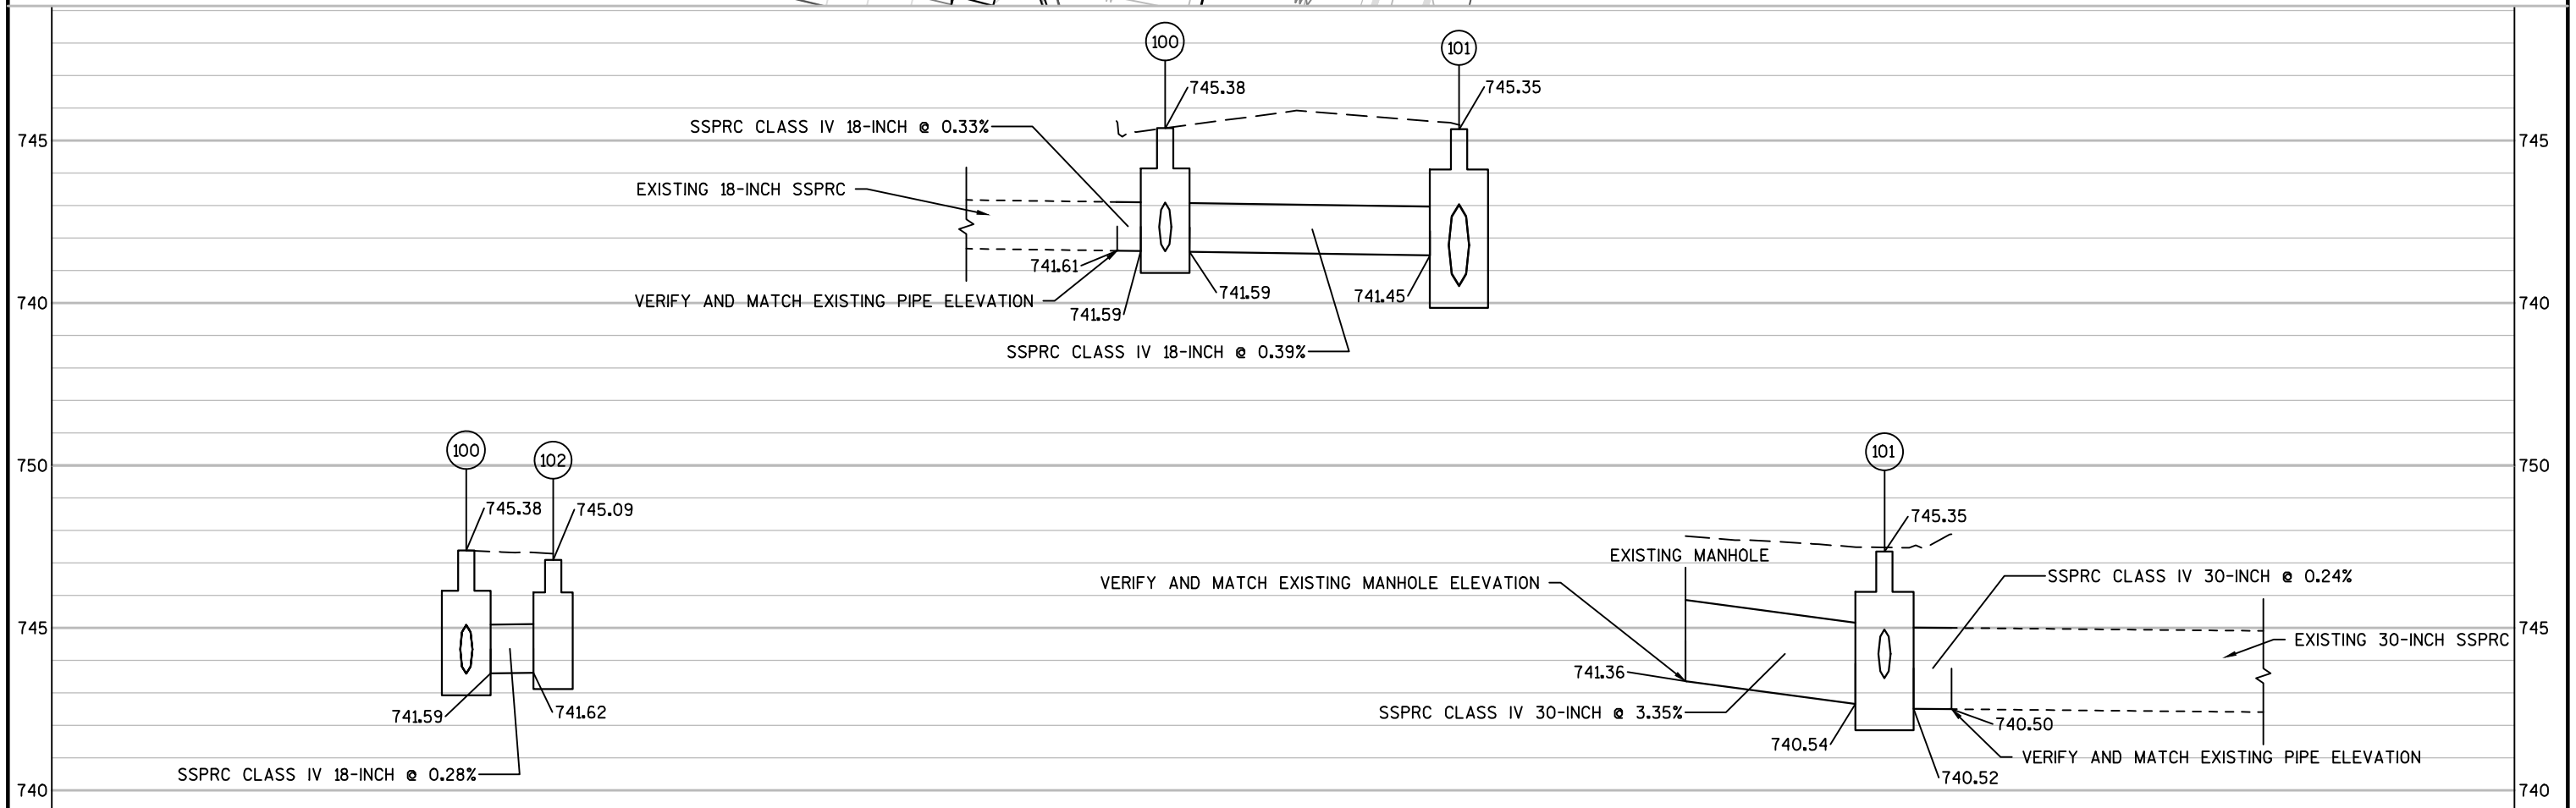 100
101
745.38
745.35
SSPRC CLASS IV 18-INCH @ 0.33%
745
745
EXISTING 18-INCH SSPRC
741.61
VERIFY AND MATCH EXISTING PIPE ELEVATION
741.59
741.59
741.45
740
740
SSPRC CLASS IV 18-INCH @ 0.39%
750
750
100
102
745.38
745.09
745
741.59
741.62
SSPRC CLASS IV 18-INCH @ 0.28%
740
101
745.35
EXISTING MANHOLE
VERIFY AND MATCH EXISTING MANHOLE ELEVATION
SSPRC CLASS IV 30-INCH @ 0.24%
745
EXISTING 30-INCH SSPRC
741.36
SSPRC CLASS IV 30-INCH @ 3.35%
740.54
740.50
VERIFY AND MATCH EXISTING PIPE ELEVATION
740.52
740